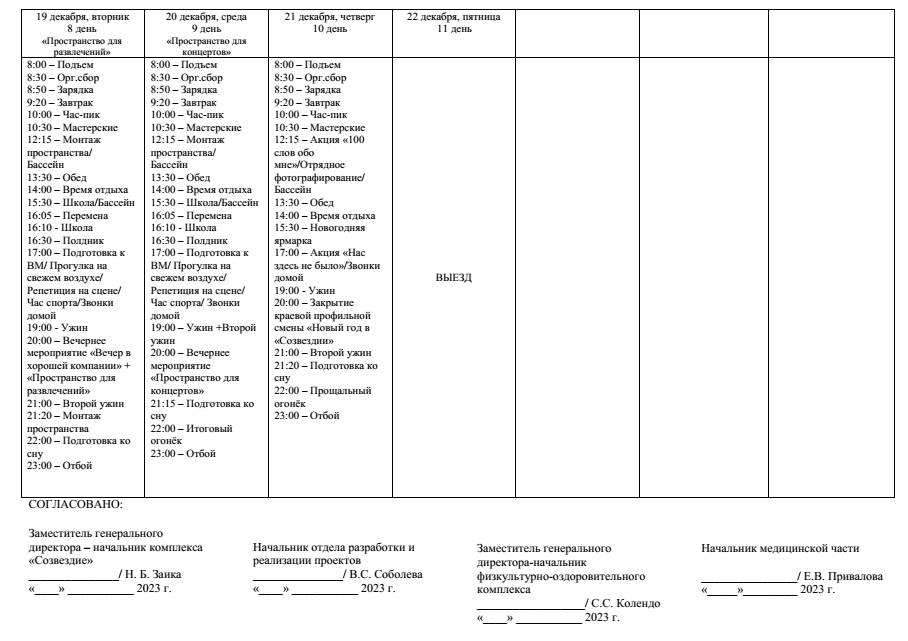 19 декабря, вторник
8 день
«Пространство для
развлечений»
20 декабря, среда
9 день
«Пространство для
концертов»
21 декабря, четверг
10 день
22 декабря, пятница
11 день
8:00 – Подъем
8:30 – Орг.сбор
8:50 – Зарядка
9:20 – Завтрак
10:00 – Час-пик
10:30 – Мастерские
12:15 – Монтаж
пространства/
Бассейн
13:30 – Обед
14:00 – Время отдыха
15:30 – Школа/Бассейн
16:05 – Перемена
16:10 - Школа
16:30 – Полдник
17:00 – Подготовка к
ВМ/ Прогулка на
свежем воздухе/
Репетиция на сцене/
Час спорта/Звонки
домой
19:00 - Ужин
20:00 – Вечернее
мероприятие «Вечер в
хорошей компании» +
«Пространство для
развлечений»
21:00 – Второй ужин
21:20 – Монтаж
пространства
22:00 – Подготовка ко
сну
23:00 – Отбой
8:00 – Подъем
8:30 – Орг.сбор
8:50 – Зарядка
9:20 – Завтрак
10:00 – Час-пик
10:30 – Мастерские
12:15 – Монтаж
пространства/
Бассейн
13:30 – Обед
14:00 – Время отдыха
15:30 – Школа/Бассейн
16:05 – Перемена
16:10 - Школа
16:30 – Полдник
17:00 – Подготовка к
ВМ/ Прогулка на
свежем воздухе/
Репетиция на сцене/
Час спорта/ Звонки
домой
19:00 – Ужин +Второй
ужин
20:00 – Вечернее
мероприятие
«Пространство для
концертов»
21:15 – Подготовка ко
сну
22:00 – Итоговый
огонёк
23:00 – Отбой
8:00 – Подъем
8:30 – Орг.сбор
8:50 – Зарядка
9:20 – Завтрак
10:00 – Час-пик
10:30 – Мастерские
12:15 – Акция «100
слов обо
мне»/Отрядное
фотографирование/
Бассейн
13:30 – Обед
14:00 – Время отдыха
15:30 – Новогодняя
ярмарка
17:00 – Акция «Нас
здесь не было»/Звонки
домой
19:00 - Ужин
20:00 – Закрытие
краевой профильной
смены «Новый год в
«Созвездии»
21:00 – Второй ужин
21:20 – Подготовка ко
сну
22:00 – Прощальный
огонёк
23:00 – Отбой
ВЫЕЗД
СОГЛАСОВАНО:
Заместитель генерального
директора – начальник комплекса
«Созвездие»
________________/ Н. Б. Заика
«____» ____________ 2023 г.
Начальник отдела разработки и
реализации проектов
________________/ В.С. Соболева
«____» ____________ 2023 г.
Заместитель генерального
директора-начальник
физкультурно-оздоровительного
комплекса
___________________/ С.С. Колендо
«____» ____________ 2023 г.
Начальник медицинской части
_________________/ Е.В. Привалова
«_____»__________ 2023 г.